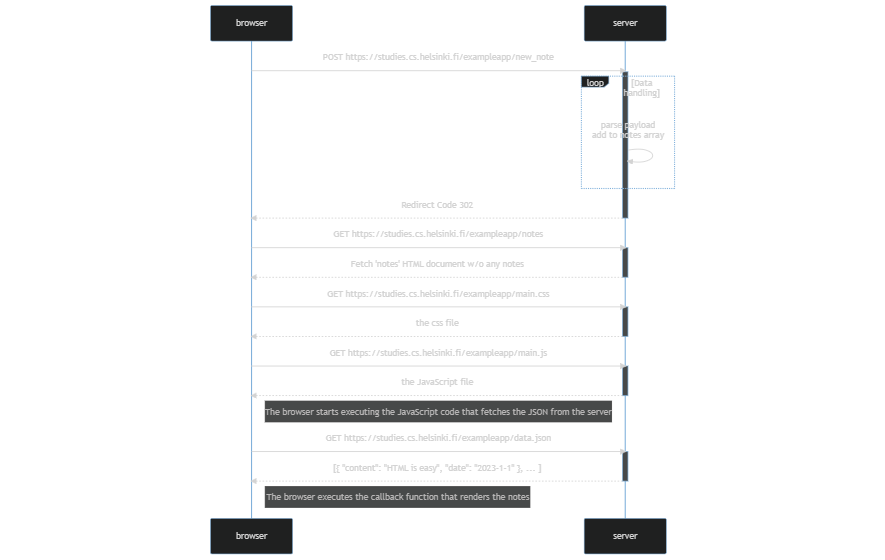 browser server
POST https://studies.cs.helsinki.fi/exampleapp/new_note
loop [Data
handling]
parse payload
add to notes array
Redirect Code 302
GET https://studies.cs.helsinki.fi/exampleapp/notes
Fetch 'notes' HTML document w/o any notes
GET https://studies.cs.helsinki.fi/exampleapp/main.css
the css file
GET https://studies.cs.helsinki.fi/exampleapp/main.js
the JavaScript file
The browser starts executing the JavaScript code that fetches the JSON from the server
GET https://studies.cs.helsinki.fi/exampleapp/data.json
[{ "content": "HTML is easy", "date": "2023-1-1" }, ... ]
The browser executes the callback function that renders the notes
browser server